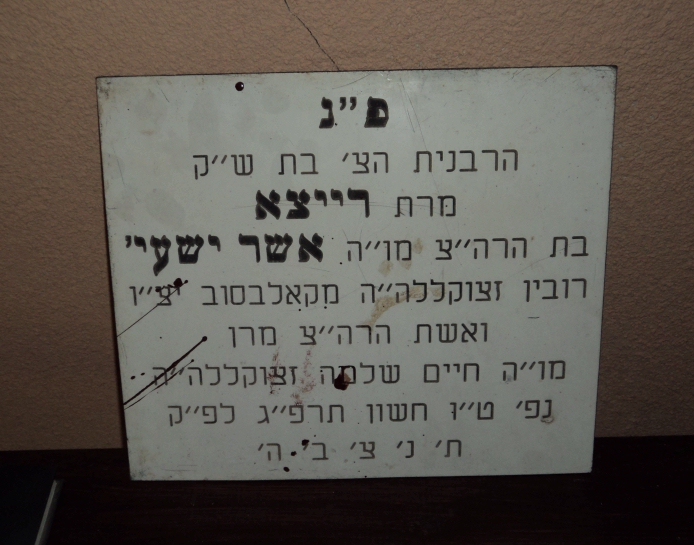 פ״נ
הרבנית הצ׳ בת ש״ק
מרת רייצא
בת הרה״צ מו״ה אשר ישעי׳
רובין זצוקללה״ה מקאלבסוב יצ״ו
ואשת הרה״צ מרן
מו״ה חיים שלמה זצוקללה״ה
נפ׳ ט״ו חשון תרפ״ג לפ״ק
ת׳ נ׳ צ׳ ב׳ ה׳